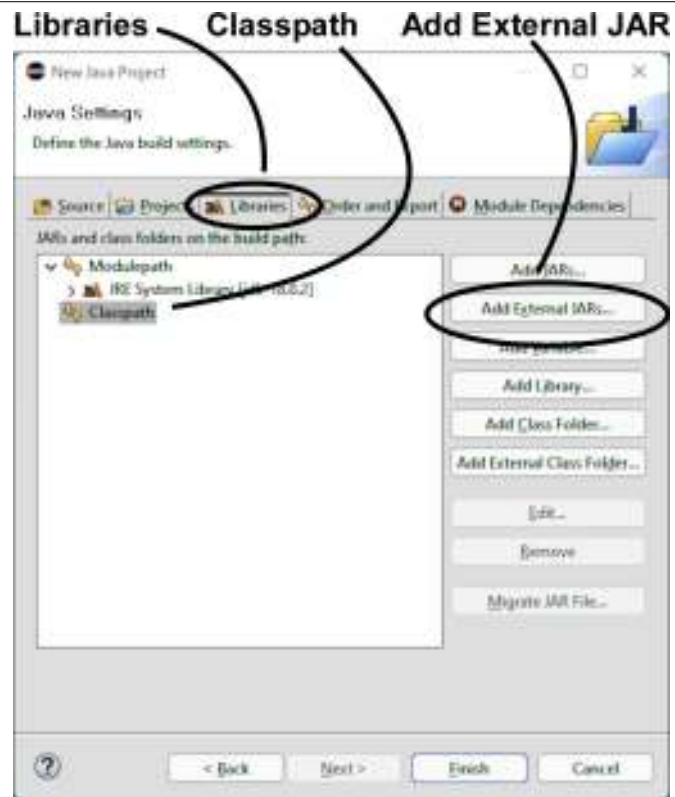 Libraries Classpath Add External JAR
New Java Project
Java Settings
Define the Java build settings.
Source Projects Libraries Order and Export Module Dependencies
JARs and class folders on the build path:
Modulepath
JRE System Library
Classpath
Add JARs...
Add External JARs...
Add Variable...
Add Library...
Add Class Folder...
Add External Class Folder...
Edit...
Remove
Migrate JAR File...
< Back Next > Finish Cancel